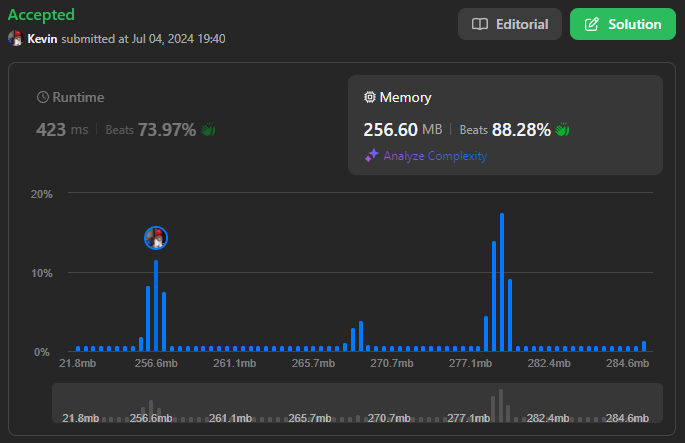 Accepted
Editorial
Solution
Kevin submitted at Jul 04, 2024 19:40
Runtime
423 ms | Beats 73.97%
Memory
256.60 MB | Beats 88.28%
Analyze Complexity
20%
10%
0%
21.8mb 256.6mb 261.1mb 265.7mb 270.7mb 277.1mb 282.4mb 284.6mb
21.8mb 256.6mb 261.1mb 265.7mb 270.7mb 277.1mb 282.4mb 284.6mb